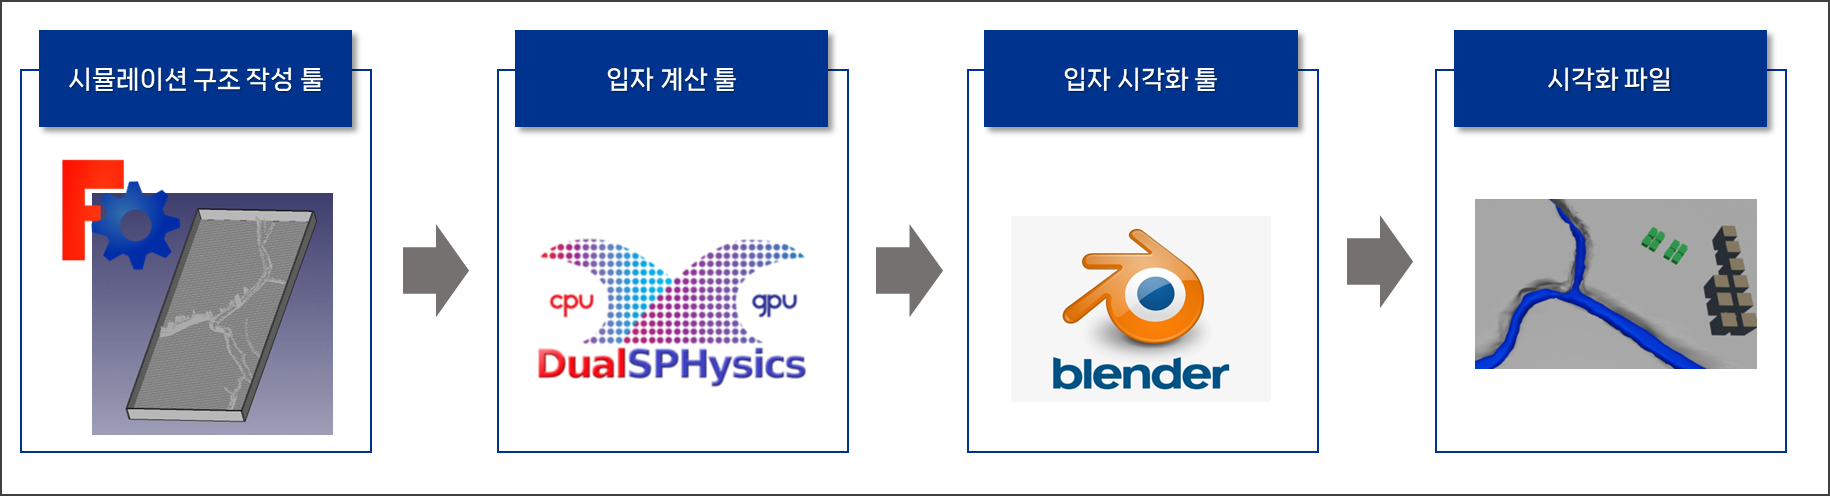 시뮬레이션 구조 작성 툴
입자 계산 툴
입자 시각화 툴
시각화 파일
cpu
gpu
DualSPHysics
blender